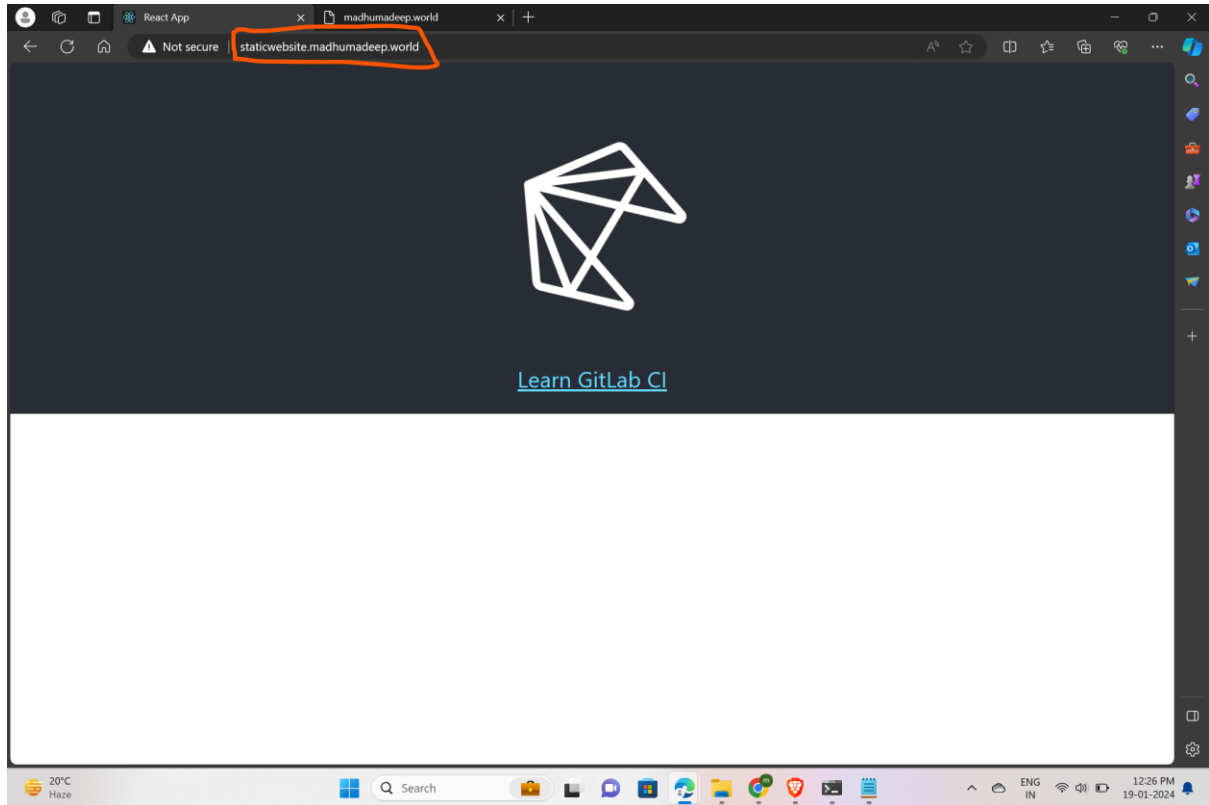 React App
madhumadeep.world
Not secure
staticwebsite.madhumadeep.world
Learn GitLab CI
20°C
Haze
Search
ENG
IN
12:26 PM
19-01-2024